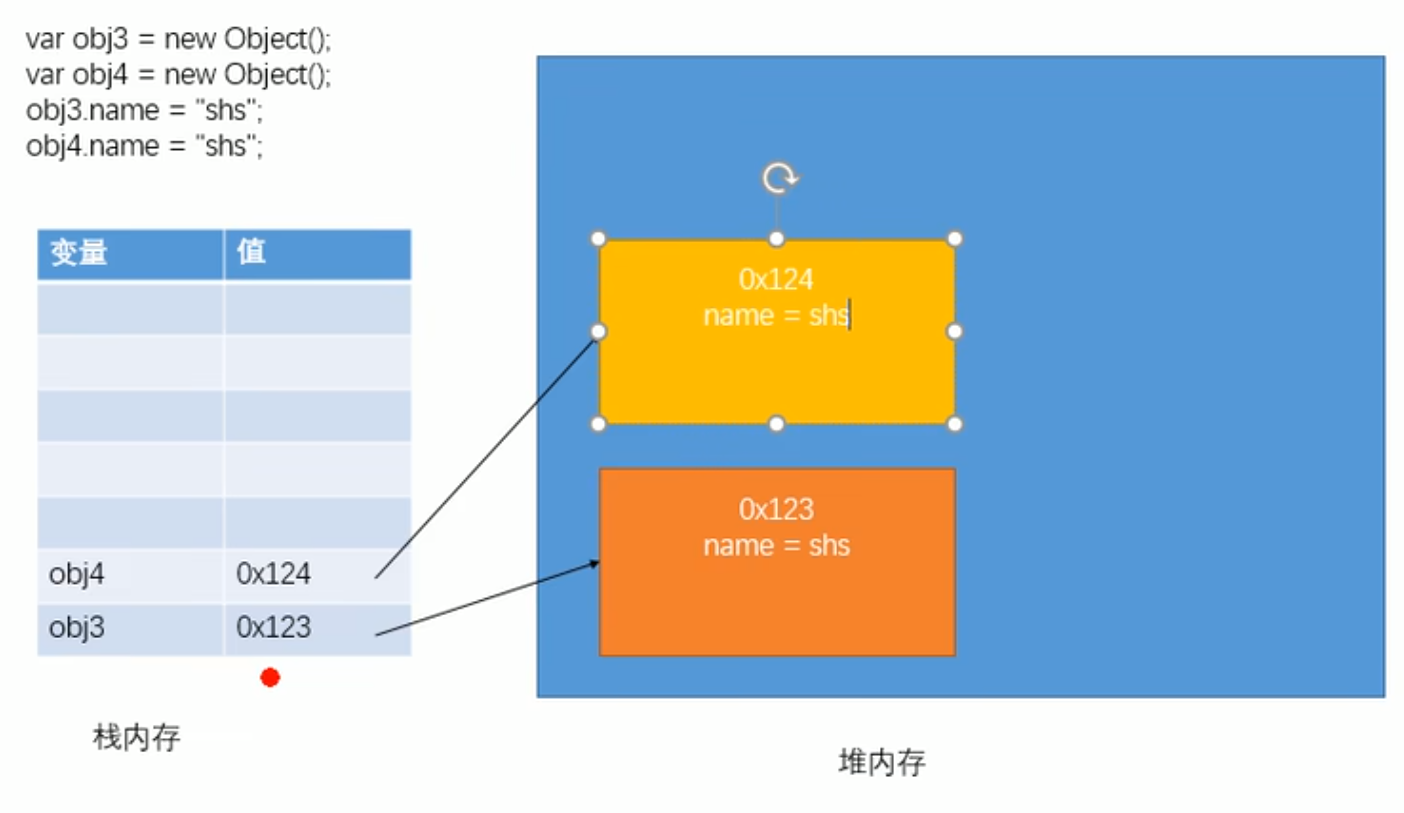 var obj3 = new Object();
var obj4 = new Object();
obj3.name = "shs";
obj4.name = "shs";
变量 值
obj4 0x124
obj3 0x123
栈内存
0x124
name = shs
0x123
name = shs
堆内存